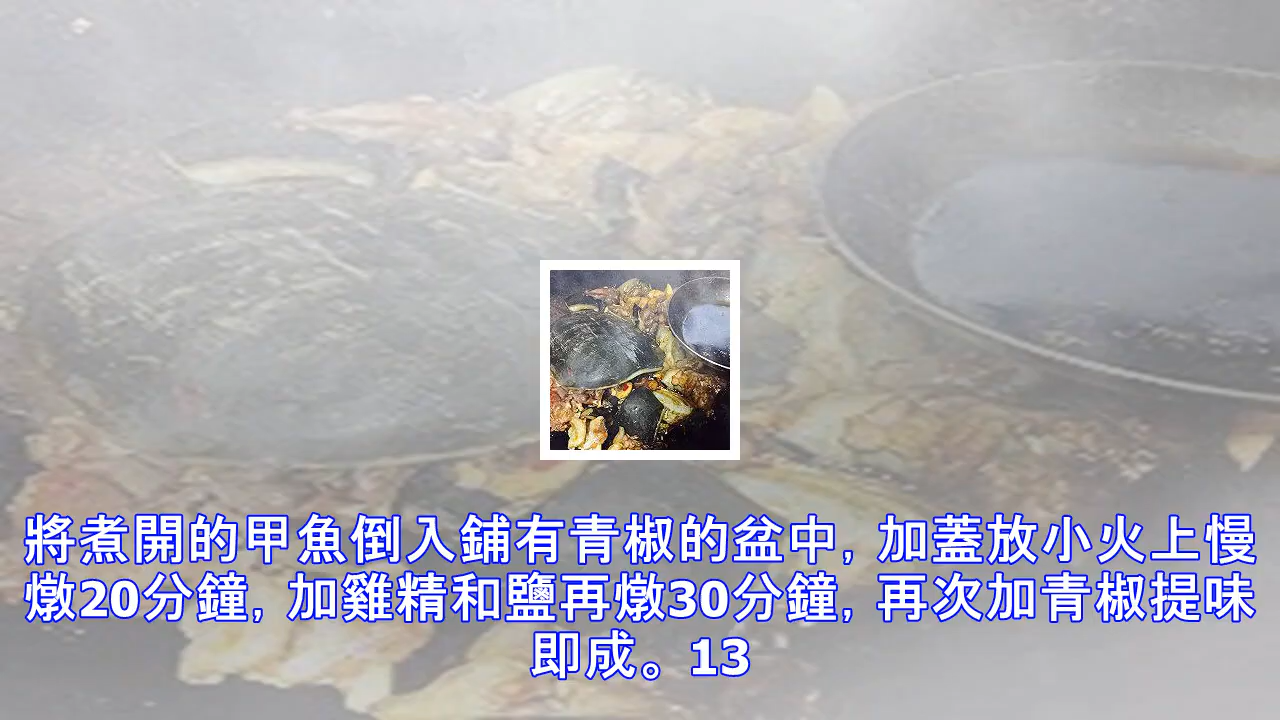 將煮開的甲魚倒入鋪有青椒的盆中, 加蓋放小火上慢
燉20分鐘, 加雞精和鹽再燉30分鐘, 再次加青椒提味
即成。13